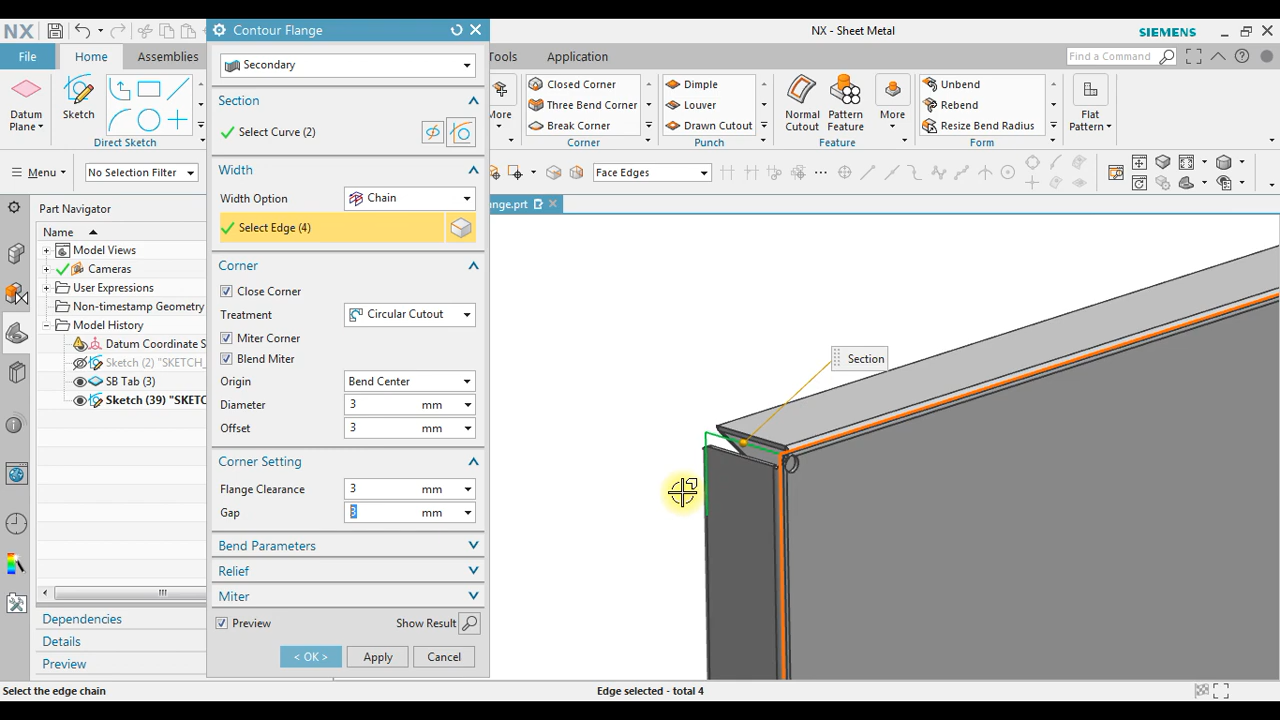 NX
NX - Sheet Metal
SIEMENS
File
Home
Assemblies
Tools
Application
Find a Command
Datum Plane
Sketch
Direct Sketch
More
Closed Corner
Three Bend Corner
Break Corner
Corner
Dimple
Louver
Drawn Cutout
Punch
Normal Cutout
Pattern Feature
More
Feature
Unbend
Rebend
Resize Bend Radius
Form
Flat Pattern
Menu
No Selection Filter
Face Edges
Part Navigator
nge.prt
Name
Model Views
Cameras
User Expressions
Non-timestamp Geometry
Model History
Datum Coordinate S
Sketch (2) "SKETCH_
SB Tab (3)
Sketch (39) "SKETC
Dependencies
Details
Preview
Contour Flange
Secondary
Section
Select Curve (2)
Width
Width Option
Chain
Select Edge (4)
Corner
Close Corner
Treatment
Circular Cutout
Miter Corner
Blend Miter
Origin
Bend Center
Diameter
3 mm
Offset
3 mm
Corner Setting
Flange Clearance
3 mm
Gap
3 mm
Bend Parameters
Relief
Miter
Preview
Show Result
< OK >
Apply
Cancel
Section
Select the edge chain
Edge selected - total 4